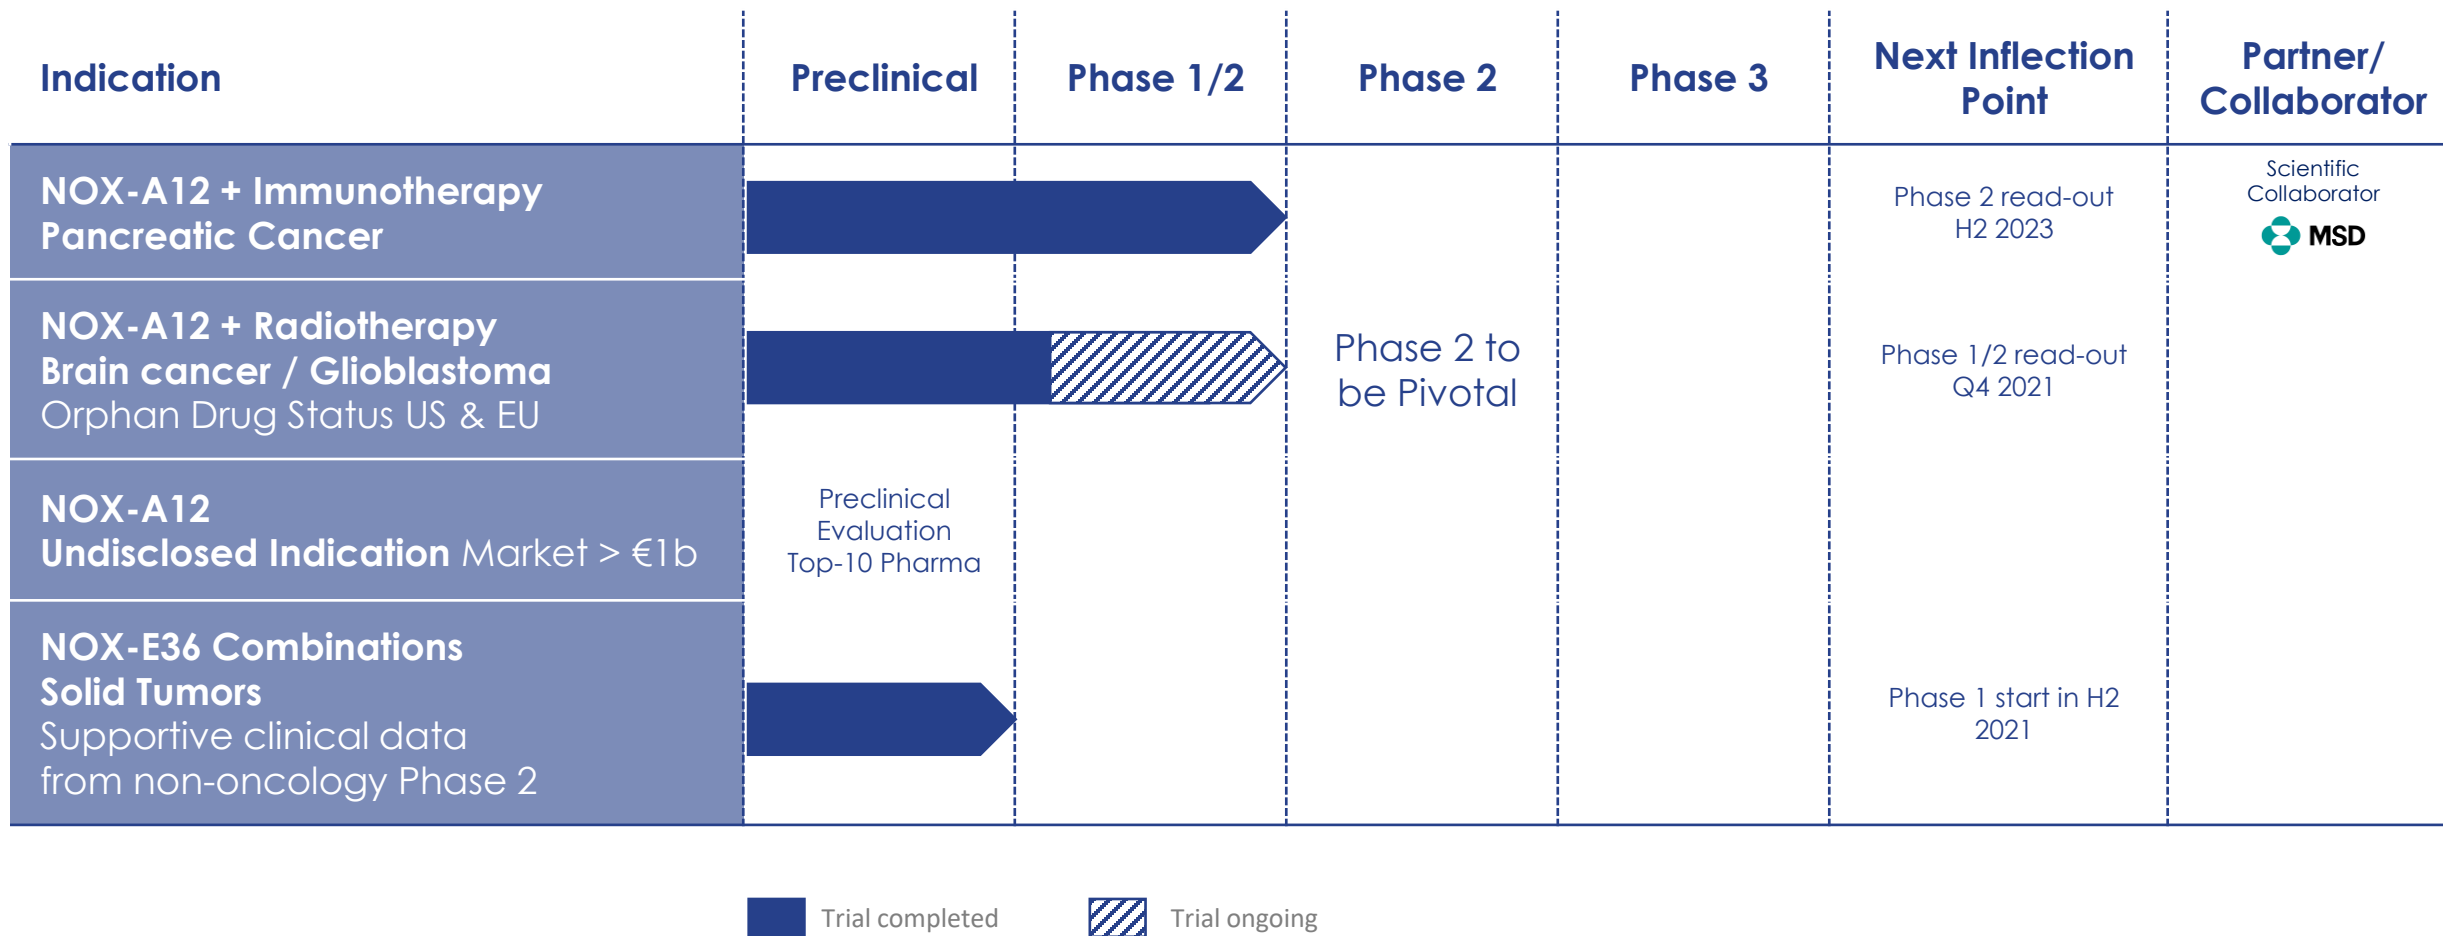 Indication
Preclinical
Phase 1/2
Phase 2
Phase 3
Next Inflection
Point
Partner/
Collaborator
NOX-A12 + Immunotherapy
Pancreatic Cancer
Phase 2 read-out
H2 2023
Scientific
Collaborator
MSD
NOX-A12 + Radiotherapy
Brain cancer / Glioblastoma
Orphan Drug Status US & EU
Phase 2 to
be Pivotal
Phase 1/2 read-out
Q4 2021
NOX-A12
Undisclosed Indication Market > €1b
Preclinical
Evaluation
Top-10 Pharma
NOX-E36 Combinations
Solid Tumors
Supportive clinical data
from non-oncology Phase 2
Phase 1 start in H2
2021
Trial completed
Trial ongoing